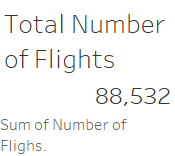 Total Number
of Flights
88,532
Sum of Number of
Flighs.